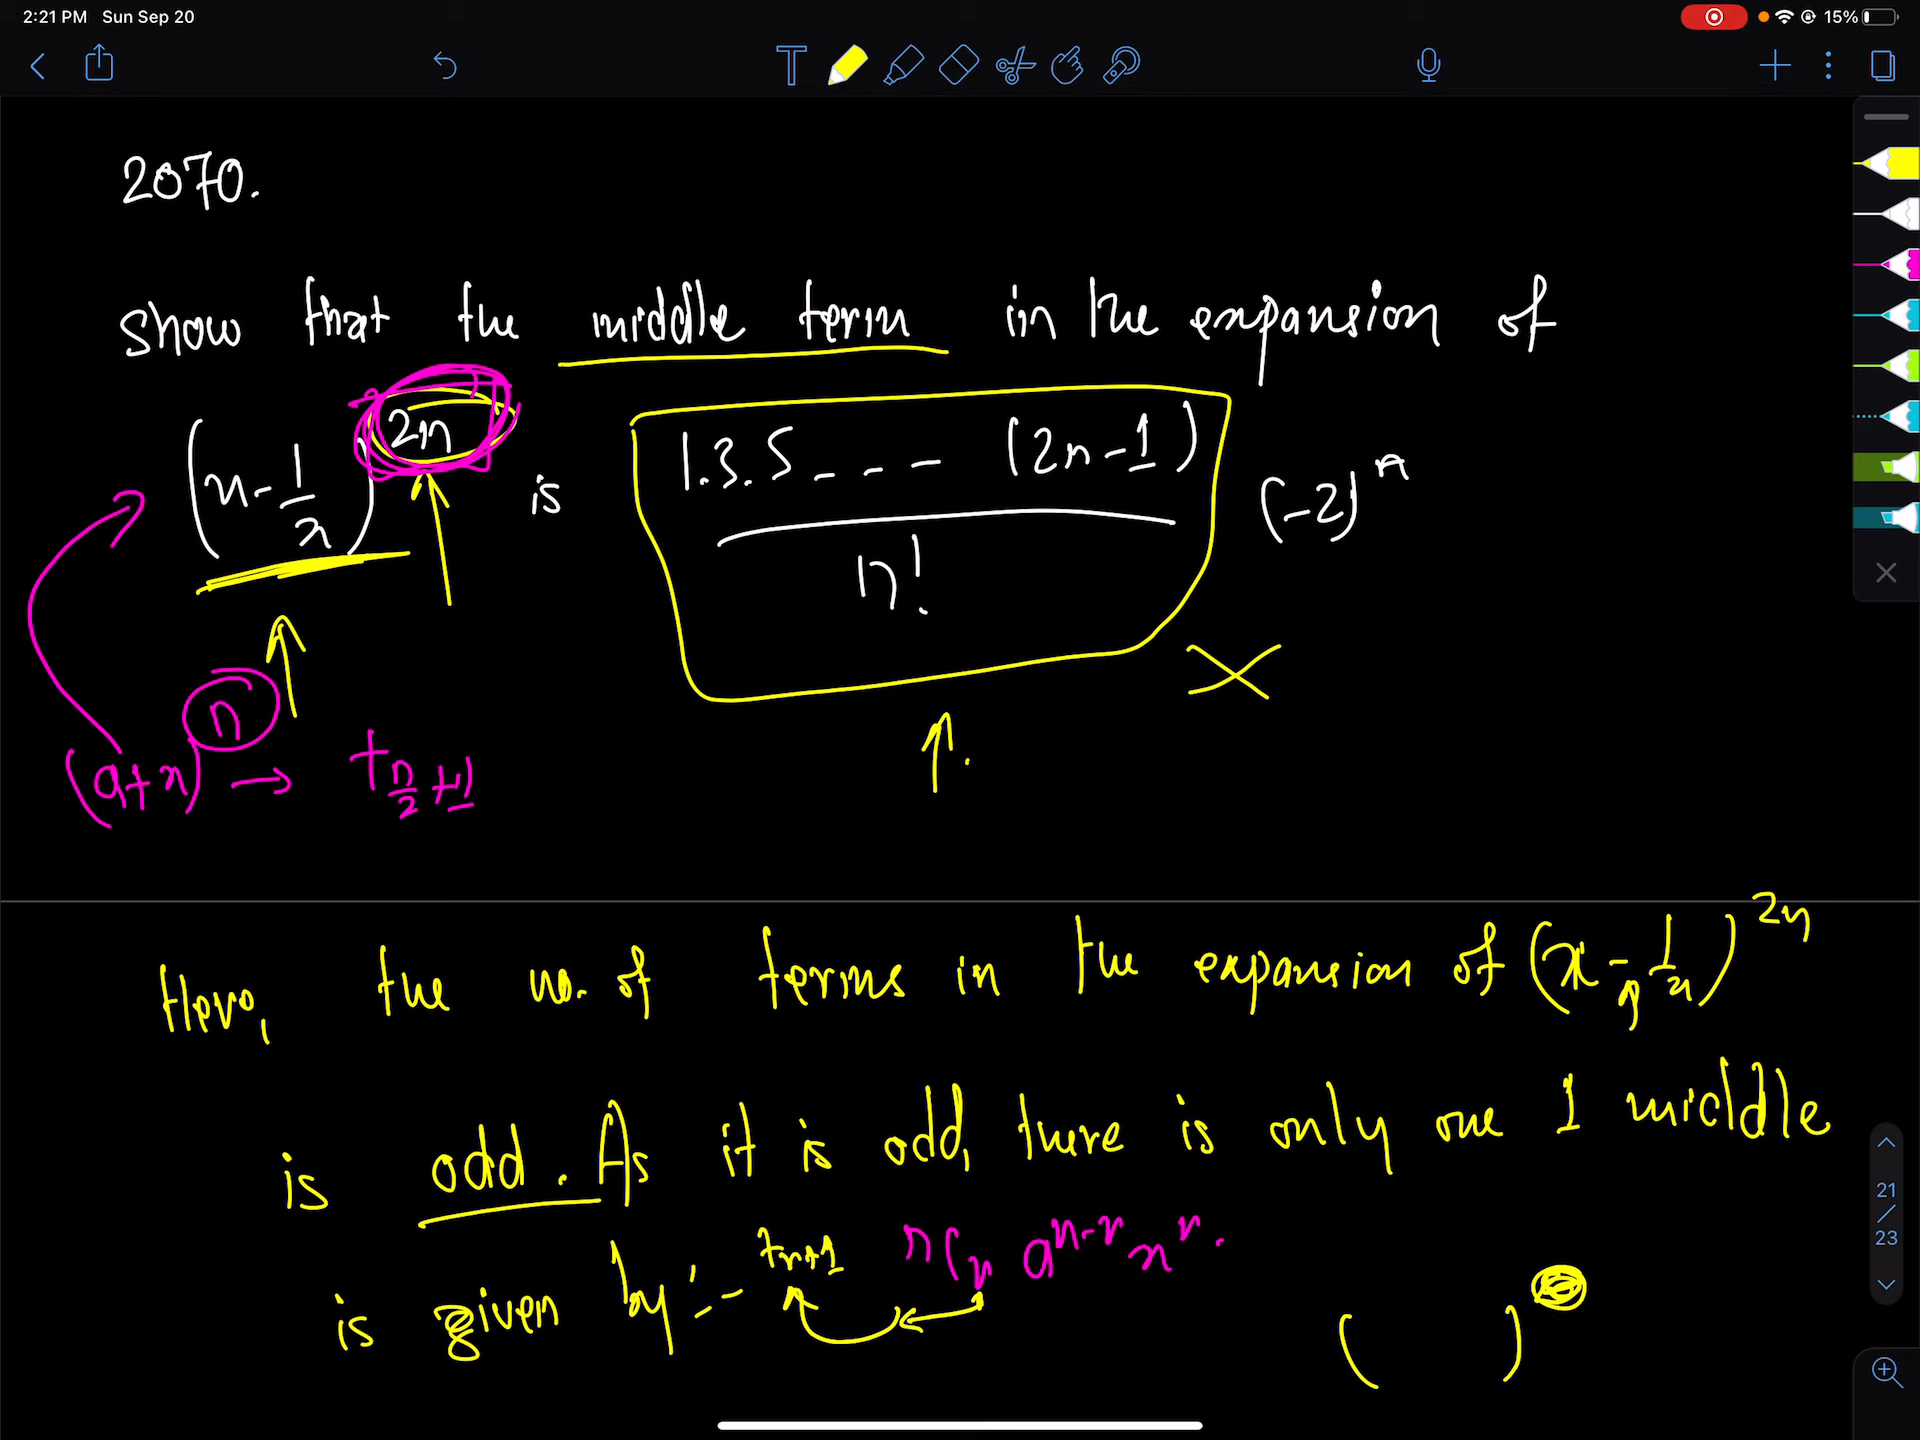 2:21 PM Sun Sep 20
15%
2070.
show that the middle term in the expansion of
(x - 1/x)^2n is 1.3.5 - - - (2n-1) / n! (-2)^n
(a+x)^n → t n/2 +1
Here, the no. of terms in the expansion of (x - 1/x)^2n
is odd. As it is odd, there is only one 1 middle
is given by :- t r+1 nCr a^n-r x^r.
( )
21
/
23